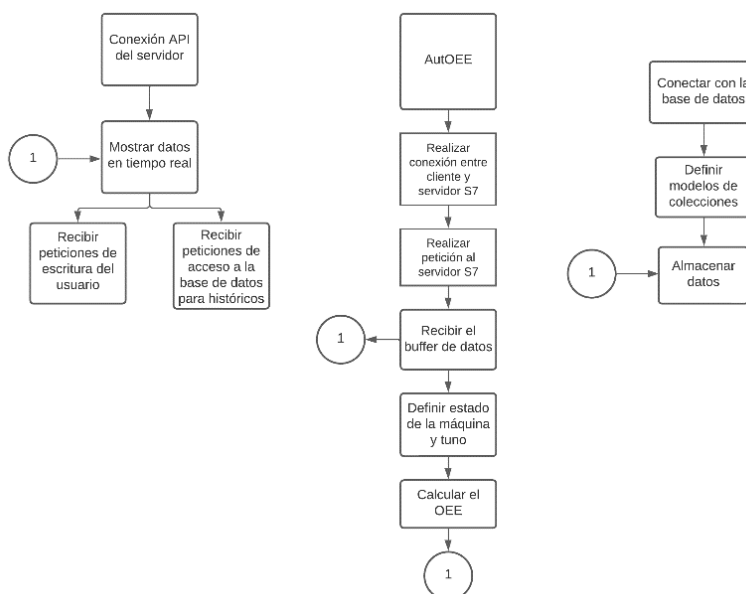 Conexión API
del servidor
1
Mostrar datos
en tiempo real
Recibir
peticiones de
escritura del
usuario
Recibir
peticiones de
acceso a la
base de datos
para históricos
AutOEE
Realizar
conexión entre
cliente y
servidor S7
Realizar
petición al
servidor S7
1
Recibir el
buffer de datos
Definir estado
de la máquina
y tuno
Calcular el
OEE
1
Conectar con la
base de datos
Definir
modelos de
colecciones
1
Almacenar
datos